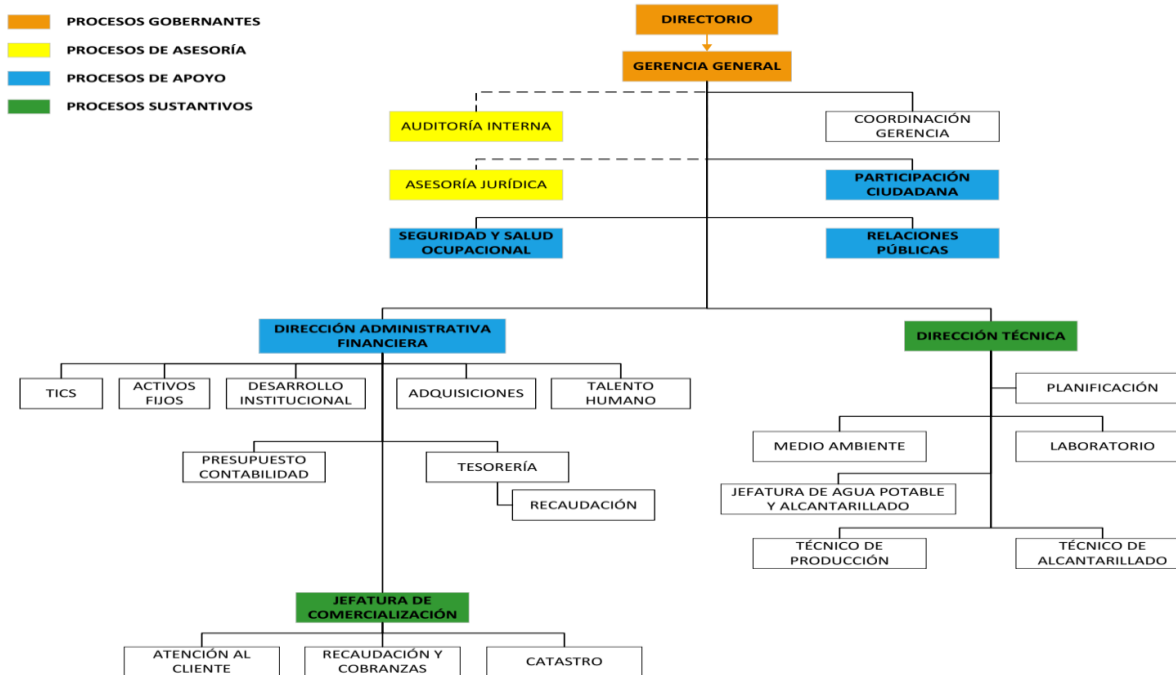 PROCESOS GOBERNANTES
PROCESOS DE ASESORÍA
PROCESOS DE APOYO
PROCESOS SUSTANTIVOS
DIRECTORIO
GERENCIA GENERAL
AUDITORÍA INTERNA
COORDINACIÓN
GERENCIA
ASESORÍA JURÍDICA
PARTICIPACIÓN
CIUDADANA
SEGURIDAD Y SALUD
OCUPACIONAL
RELACIONES
PÚBLICAS
DIRECCIÓN ADMINISTRATIVA
FINANCIERA
DIRECCIÓN TÉCNICA
TICS
ACTIVOS
FIJOS
DESARROLLO
INSTITUCIONAL
ADQUISICIONES
TALENTO
HUMANO
PLANIFICACIÓN
MEDIO AMBIENTE
LABORATORIO
PRESUPUESTO
CONTABILIDAD
TESORERÍA
RECAUDACIÓN
JEFATURA DE AGUA POTABLE
Y ALCANTARILLADO
TÉCNICO DE
PRODUCCIÓN
TÉCNICO DE
ALCANTARILLADO
JEFATURA DE
COMERCIALIZACIÓN
ATENCIÓN AL
CLIENTE
RECAUDACIÓN Y
COBRANZAS
CATASTRO